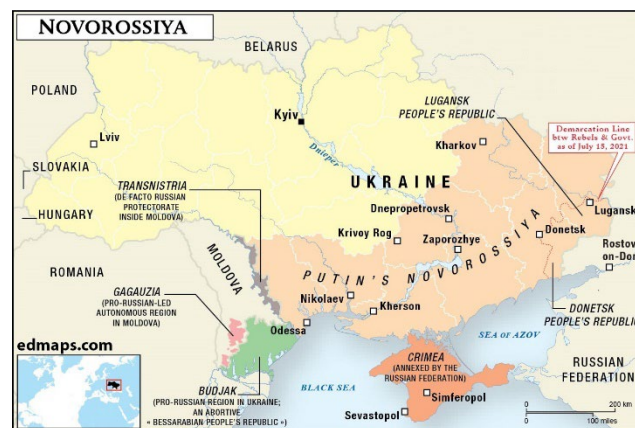 NOVOROSSIYA
BELARUS
POLAND
Kyiv
LUGANSK
PEOPLE'S REPUBLIC
Demarcation Line
btw Rebels & Govt.
as of July 15, 2021
Lviv
Dnieper
Kharkov
SLOVAKIA
TRANSNISTRIA
(DE FACTO RUSSIAN
PROTECTORATE
INSIDE MOLDOVA)
UKRAINE
Lugansk
HUNGARY
Dnepropetrovsk
Krivoy Rog
Zaporozhye
Donetsk
Rostov
on-Don
MOLDOVA
PUTIN'S NOVOROSSIYA
ROMANIA
GAGAUZIA
(PRO-RUSSIAN-LED
AUTONOMOUS REGION
IN MOLDOVA)
Nikolaev
Kherson
DONETSK
PEOPLE'S REPUBLIC
Odessa
SEA OF AZOV
edmaps.com
CRIMEA
(ANNEXED BY THE
RUSSIAN FEDERATION)
RUSSIAN
FEDERATION
BUDJAK
(PRO-RUSSIAN REGION IN UKRAINE;
AN ABORTIVE
« BESSARABIAN PEOPLE'S REPUBLIC »)
BLACK SEA
Simferopol
Sevastopol
0 200 km
0 100 miles